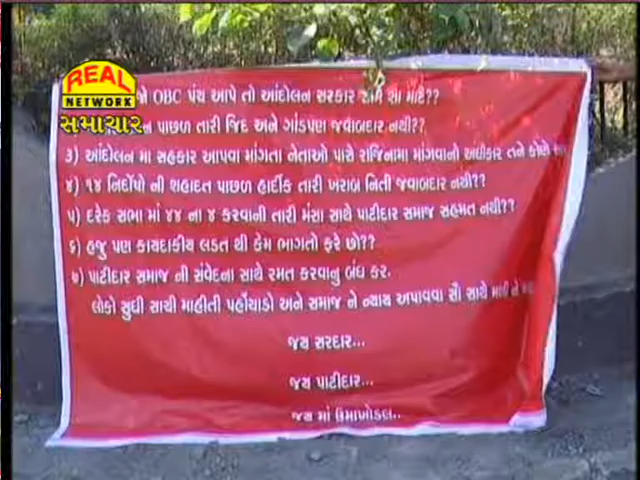 REAL
NETWORK
સમાચાર
જો OBC પંચ આપે તો આંદોલન સરકાર સામે શા માટે??
પાછળ તારી જિદ અને ગાંડપણ જવાબદાર નથી??
૩) આંદોલન મા સહકાર આપવા માંગતા નેતાઓ પાસે રાજિનામા માંગવાનો અધીકાર તને કોણે
૪) ૧૪ નિર્દોષો ની શહાદત પાછળ હાર્દીક તારી ખરાબ નિતી જવાબદાર નથી??
૫) દરેક સભા માં ૪૪ ના ૪ કરવાની તારી મંસા સાથે પાટીદાર સમાજ સહમત નથી??
૬) હજુ પણ કાયદાકીય લડત થી કેમ ભાગતો ફરે છો??
૭) પાટીદાર સમાજ ની સંવેદના સાથે રમત કરવાનુ બંધ કર.
લોકો સુધી સાચી માહીતી પહોંચાડો અને સમાજ ને ન્યાય અપાવવા સૌ સાથે
જય સરદાર...
જય પાટીદાર...
જય માં ઉમાખોડલ..